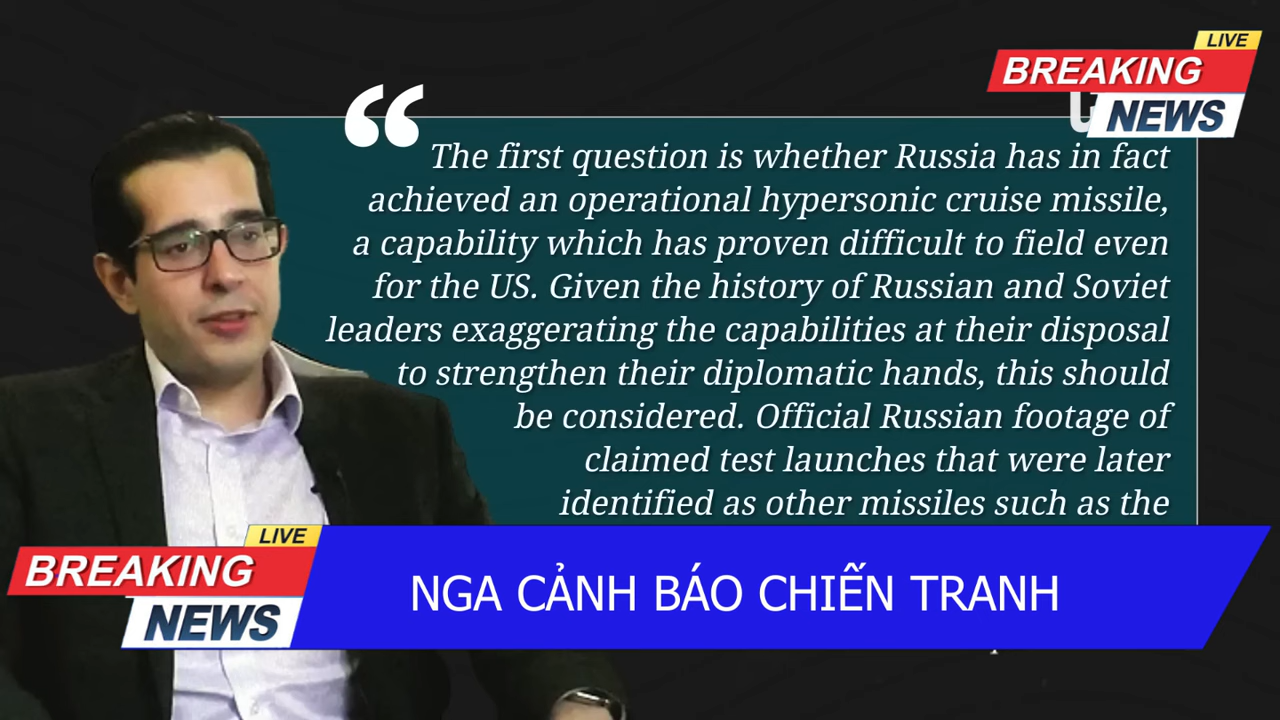 LIVE
BREAKING
NEWS
“
The first question is whether Russia has in fact
achieved an operational hypersonic cruise missile,
a capability which has proven difficult to field even
for the US. Given the history of Russian and Soviet
leaders exaggerating the capabilities at their disposal
to strengthen their diplomatic hands, this should
be considered. Official Russian footage of
claimed test launches that were later
identified as other missiles such as the
LIVE
BREAKING
NEWS
NGA CẢNH BÁO CHIẾN TRANH